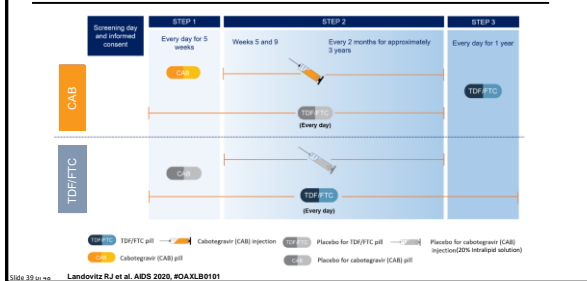 Screening day
and informed
consent
STEP 1
STEP 2
STEP 3
Every day for 5
weeks
Weeks 5 and 9
Every 2 months for approximately
3 years
Every day for 1 year
CAB
CAB
TDF/FTC
TDF/FTC
(Every day)
TDF/FTC
CAB
TDF/FTC
(Every day)
TDF/FTC TDF/FTC pill
Cabotegravir (CAB) injection
TDF/FTC Placebo for TDF/FTC pill
Placebo for cabotegravir (CAB)
injection(20% Intralipid solution)
CAB Cabotegravir (CAB) pill
CAB Placebo for cabotegravir (CAB) pill
Slide 39
Landovitz RJ et al. AIDS 2020, #OAXLB0101